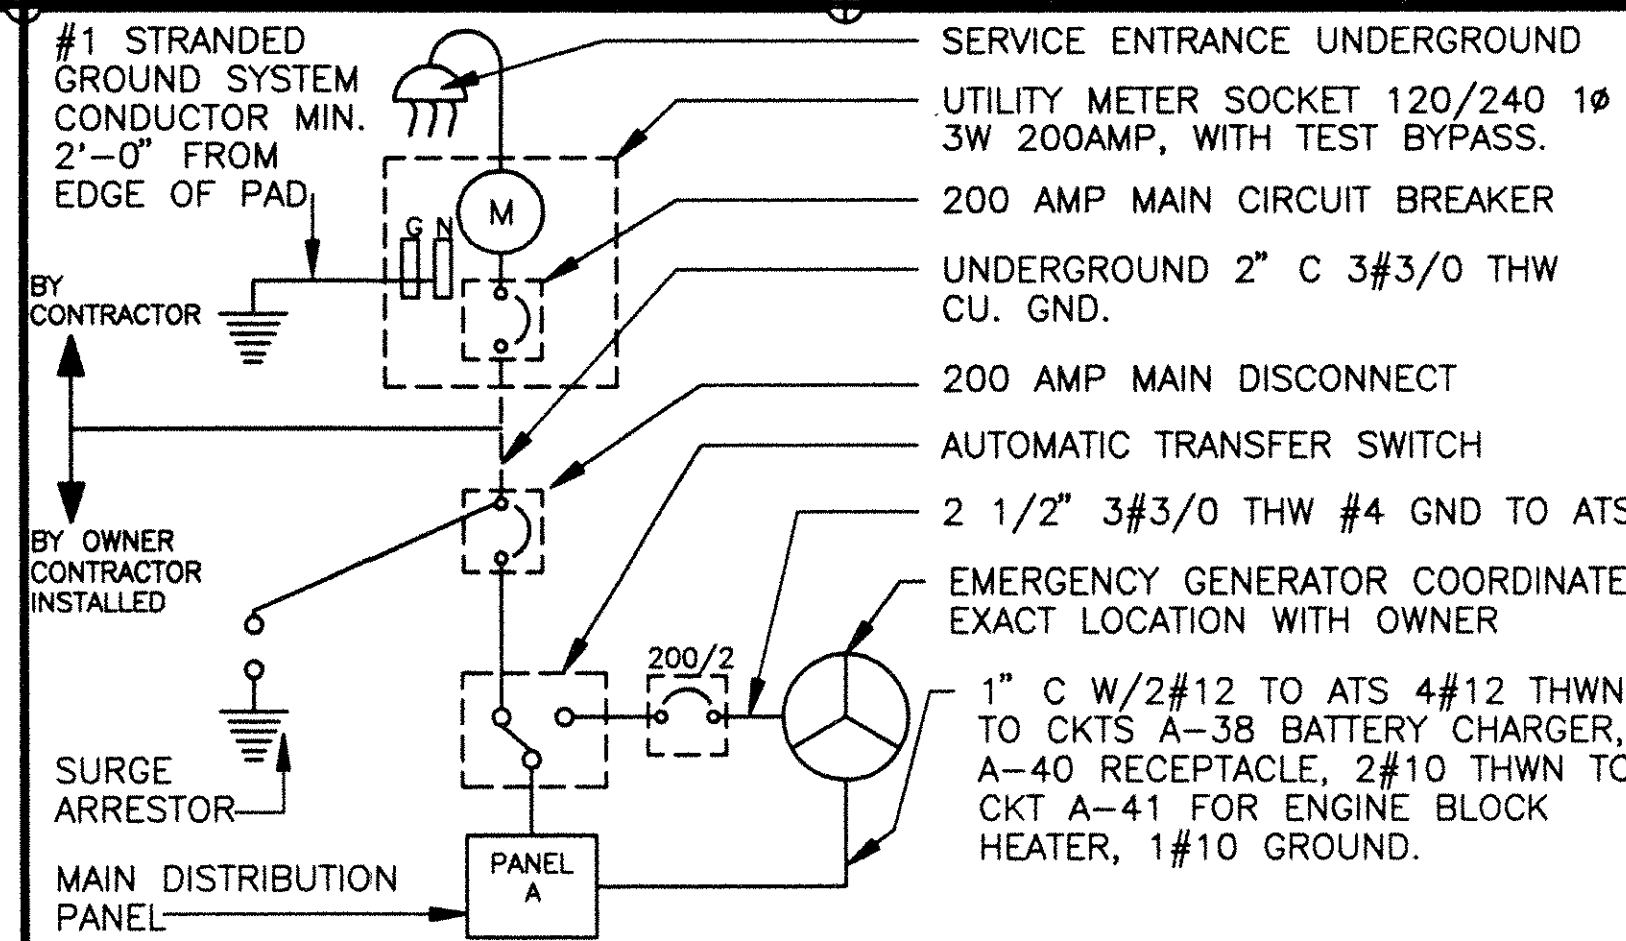 #1 STRANDED
GROUND SYSTEM
CONDUCTOR MIN.
2'-0" FROM
EDGE OF PAD
SERVICE ENTRANCE UNDERGROUND
UTILITY METER SOCKET 120/240 1ø
3W 200AMP, WITH TEST BYPASS.
M
G N
200 AMP MAIN CIRCUIT BREAKER
UNDERGROUND 2" C 3#3/0 THW
CU. GND.
BY
CONTRACTOR
200 AMP MAIN DISCONNECT
AUTOMATIC TRANSFER SWITCH
2 1/2" 3#3/0 THW #4 GND TO ATS
BY OWNER
CONTRACTOR
INSTALLED
EMERGENCY GENERATOR COORDINATE
EXACT LOCATION WITH OWNER
200/2
1" C W/2#12 TO ATS 4#12 THWN
TO CKTS A-38 BATTERY CHARGER,
A-40 RECEPTACLE, 2#10 THWN TO
CKT A-41 FOR ENGINE BLOCK
HEATER, 1#10 GROUND.
SURGE
ARRESTOR
MAIN DISTRIBUTION
PANEL
PANEL
A